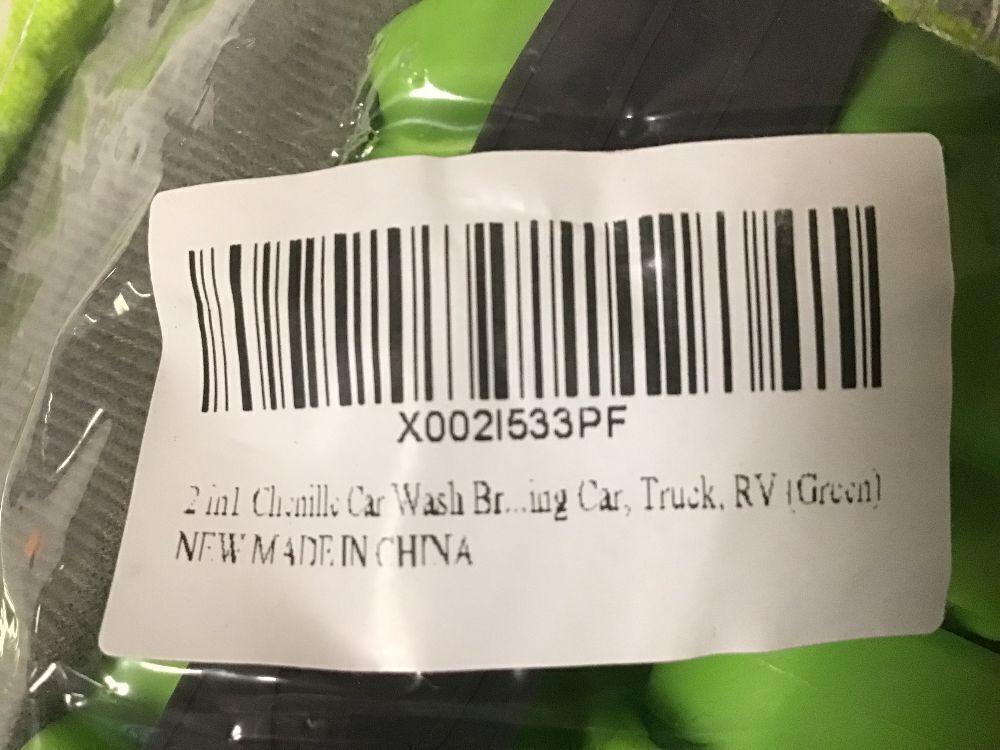 X002I533PF
2 in1 Chenille Car Wash Br...ing Car, Truck, RV (Green)
NEW MADE IN CHINA